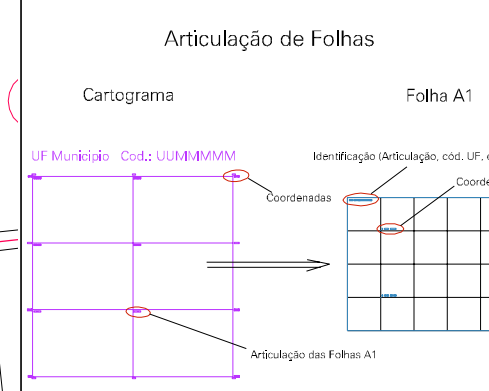 Articulação de Folhas
Cartograma
Folha A1
UF Municipio Cod.: UUMMMMM
Identificação (Articulação, cód. UF,
Coordenadas
Articulação das Folhas A1